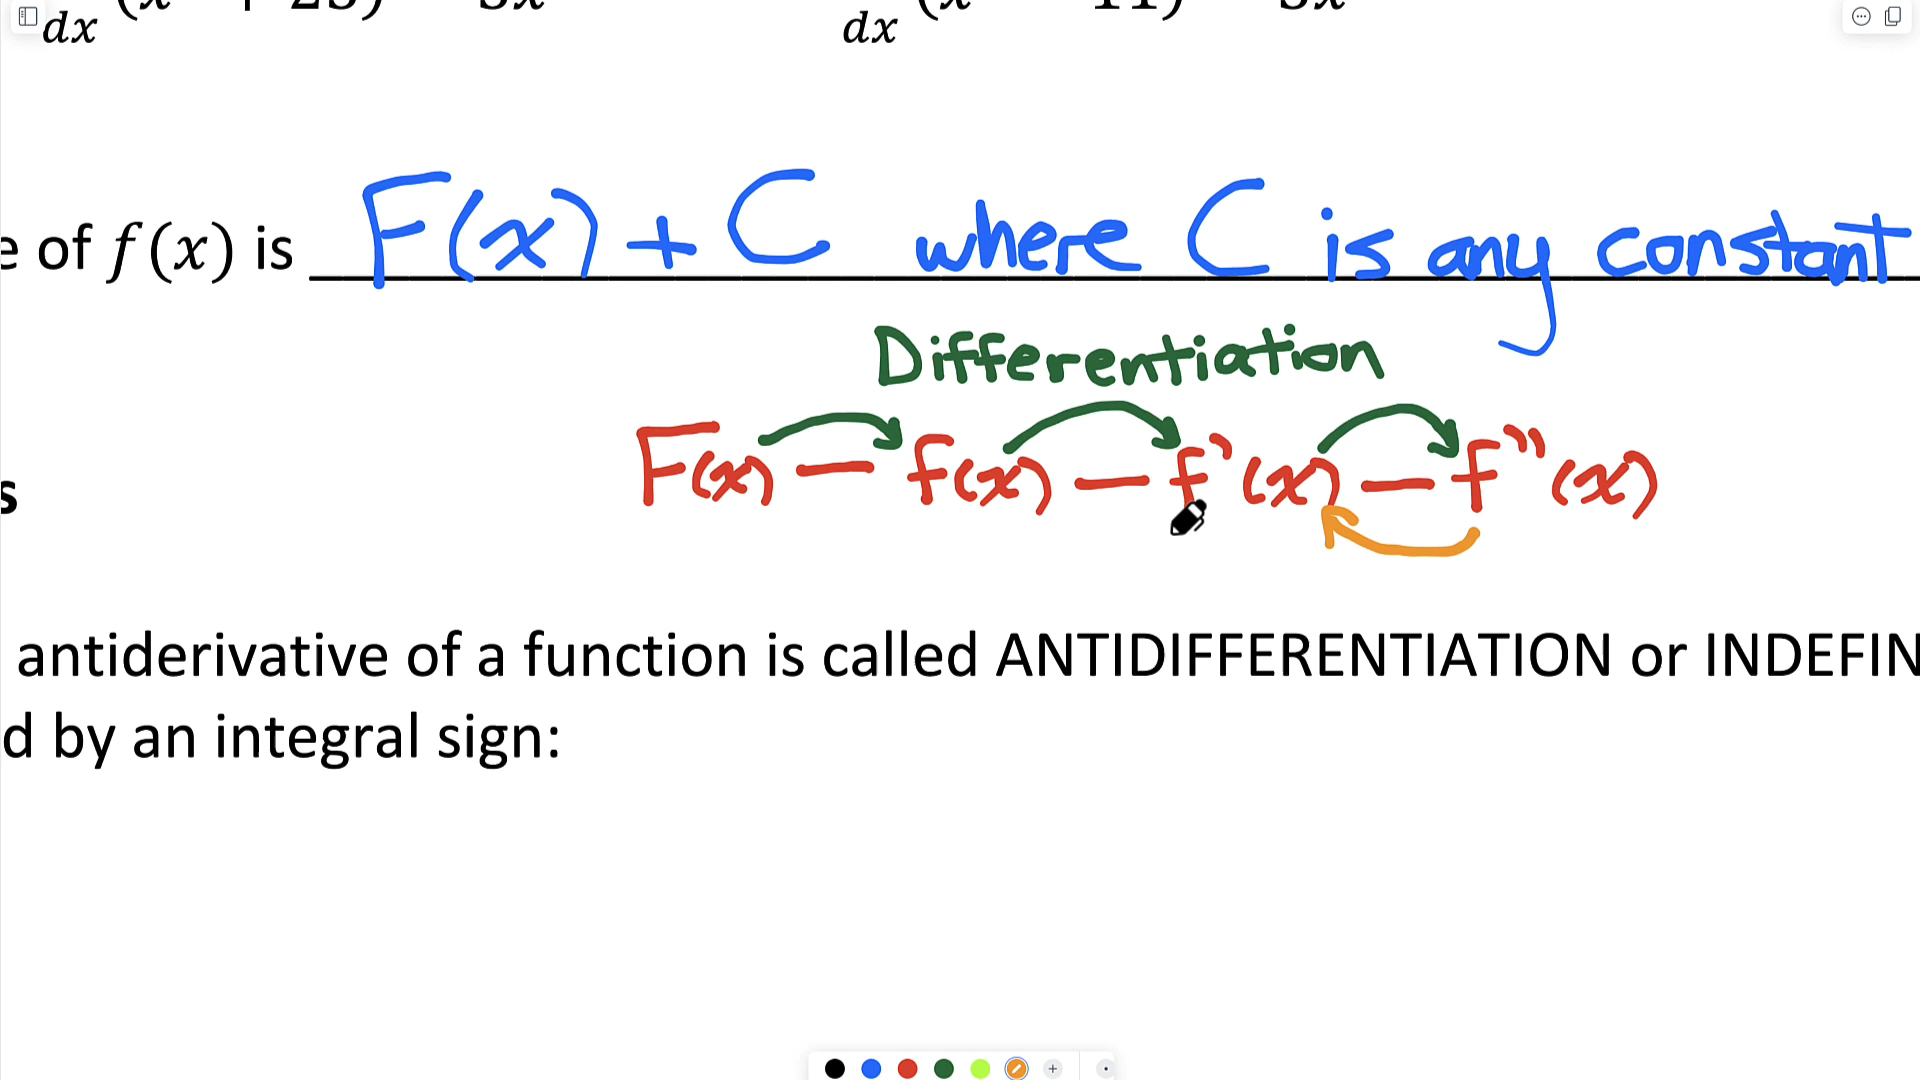 dx dx
e of f(x) is F(x) + C where C is any constant
Differentiation
F(x) — f(x) — f'(x) — f''(x)
s
antiderivative of a function is called ANTIDIFFERENTIATION or INDEFIN
d by an integral sign: